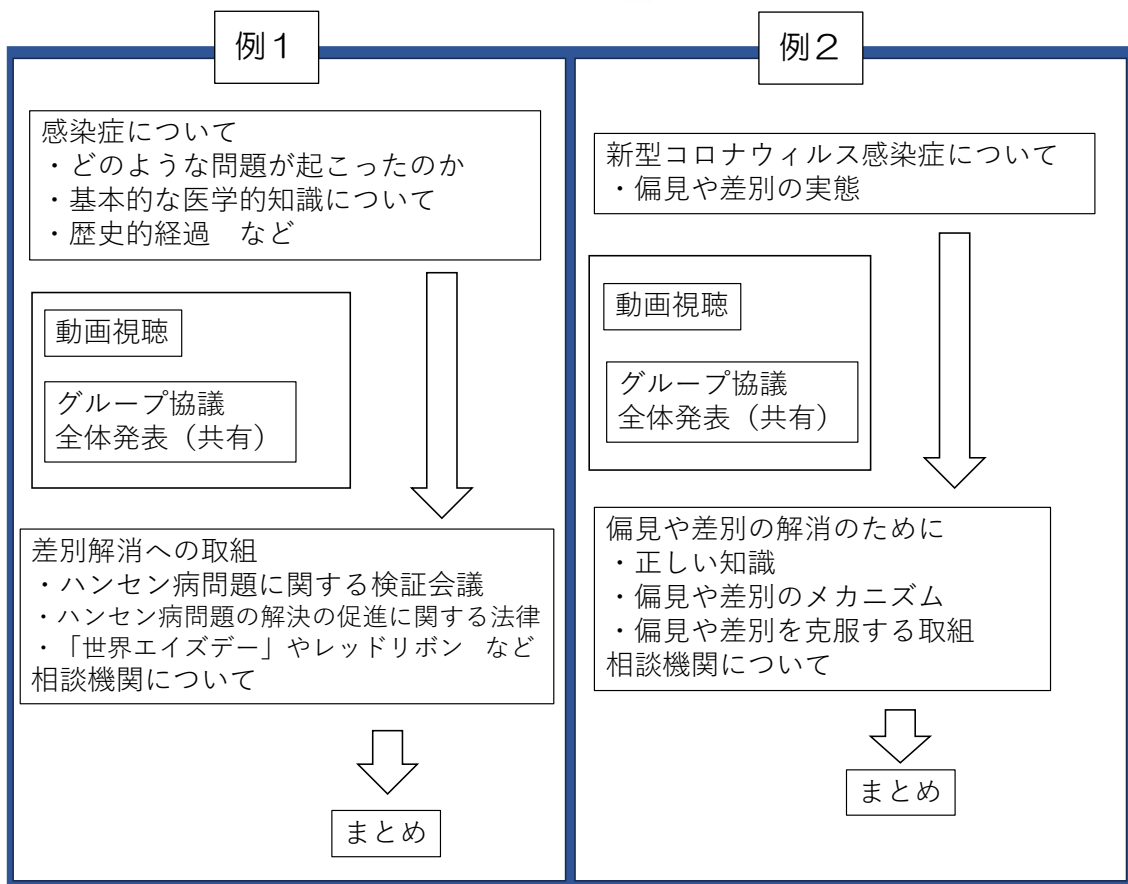 例1
感染症について
・どのような問題が起こったのか
・基本的な医学的知識について
・歴史的経過　など
動画視聴
グループ協議
全体発表（共有）
差別解消への取組
・ハンセン病問題に関する検証会議
・ハンセン病問題の解決の促進に関する法律
・「世界エイズデー」やレッドリボン　など
相談機関について
まとめ
例２
新型コロナウィルス感染症について
・偏見や差別の実態
動画視聴
グループ協議
全体発表（共有）
偏見や差別の解消のために
・正しい知識
・偏見や差別のメカニズム
・偏見や差別を克服する取組
相談機関について
まとめ